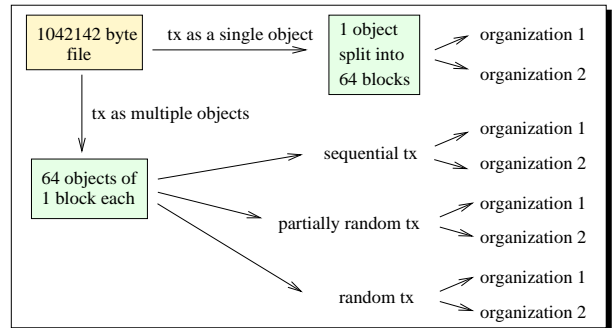 1042142 byte
file
tx as a single object
1 object
split into
64 blocks
organization 1
organization 2
tx as multiple objects
64 objects of
1 block each
sequential tx
organization 1
organization 2
partially random tx
organization 1
organization 2
random tx
organization 1
organization 2